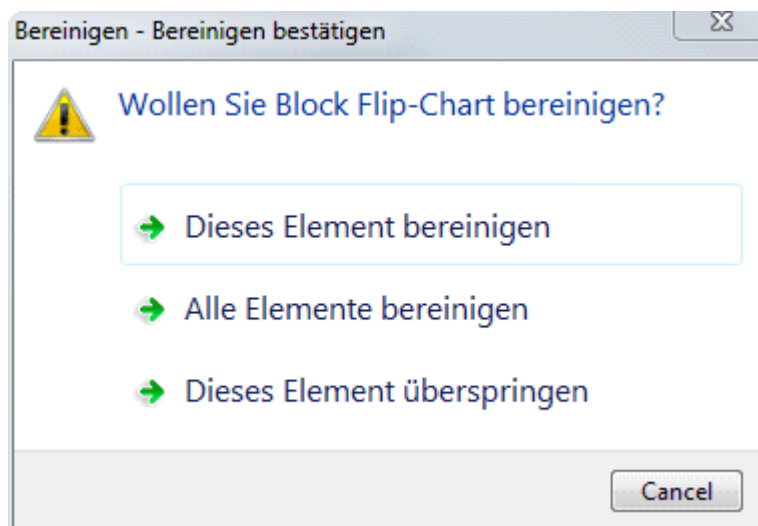 Bereinigen - Bereinigen bestätigen
Wollen Sie Block Flip-Chart bereinigen?
Dieses Element bereinigen
Alle Elemente bereinigen
Dieses Element überspringen
Cancel